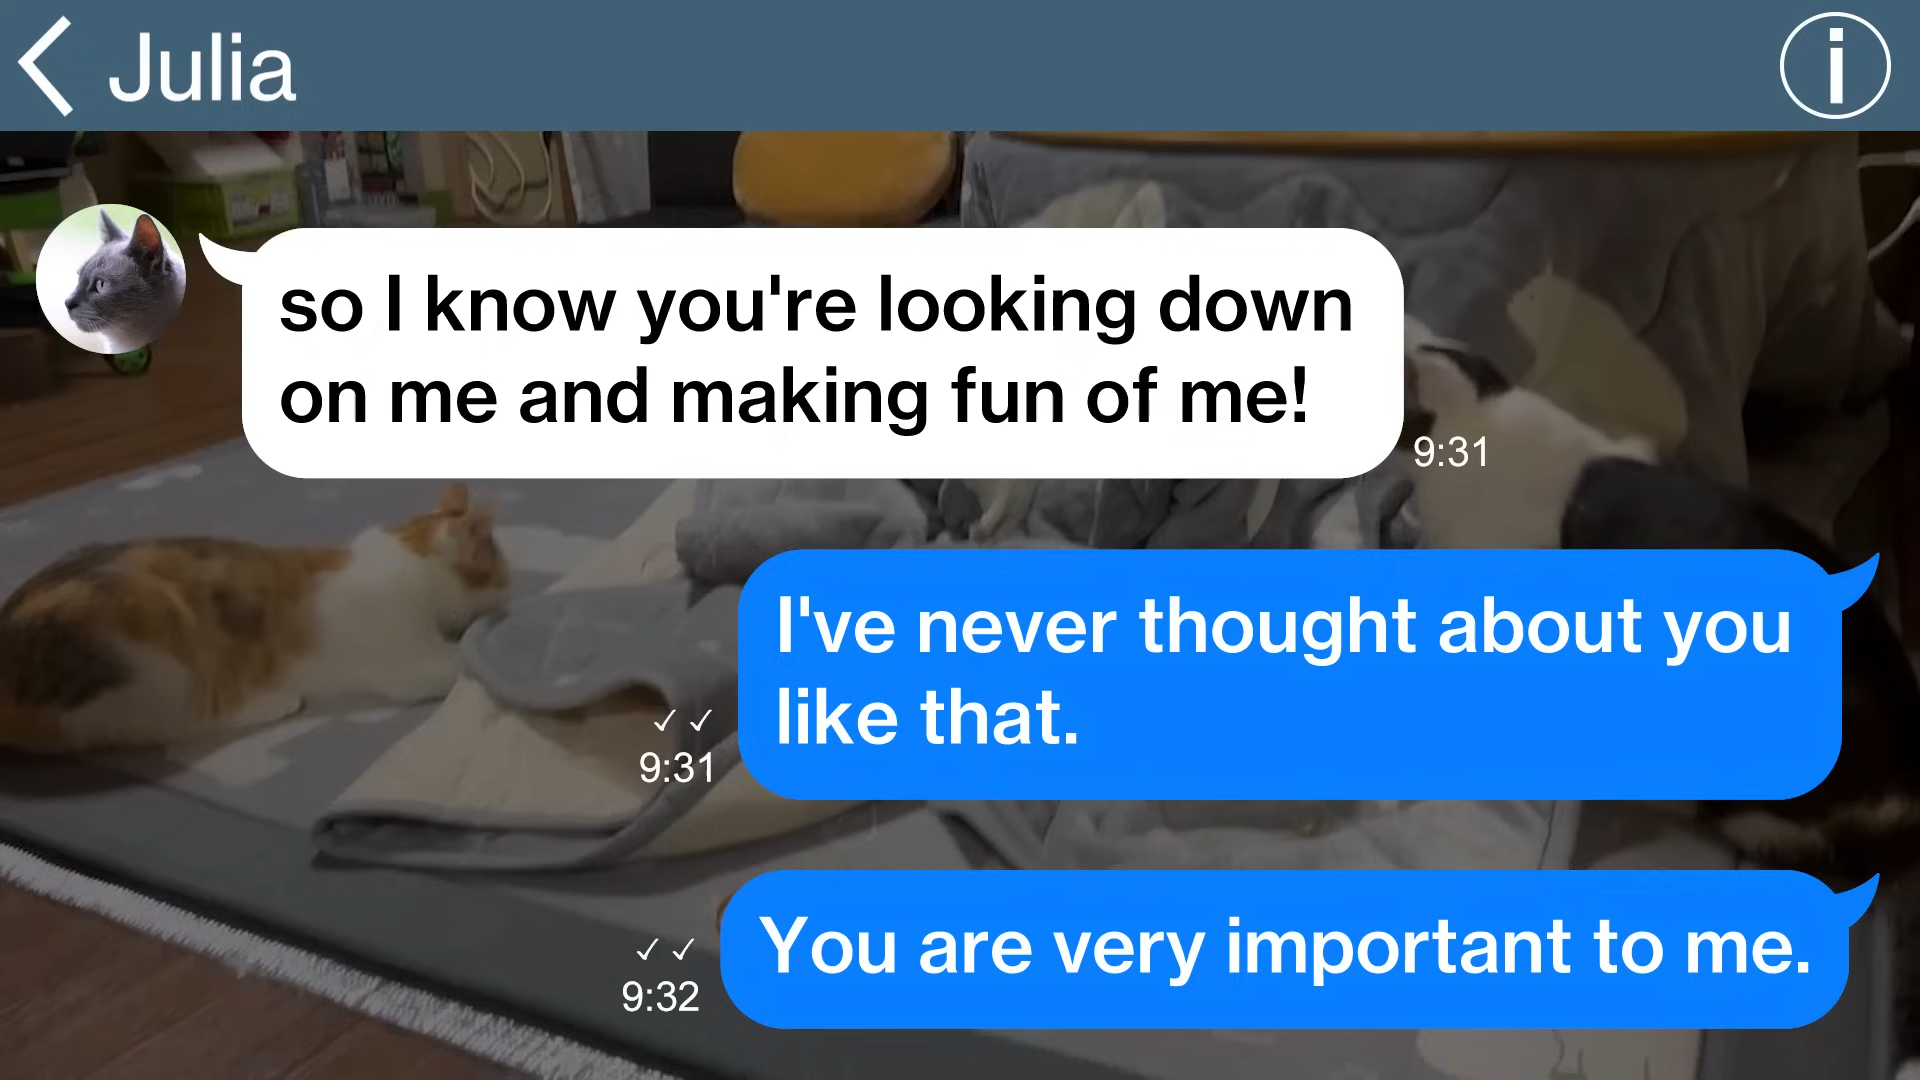 Julia
so I know you're looking down
on me and making fun of me!
9:31
I've never thought about you
like that.
✓✓
9:31
You are very important to me.
✓✓
9:32